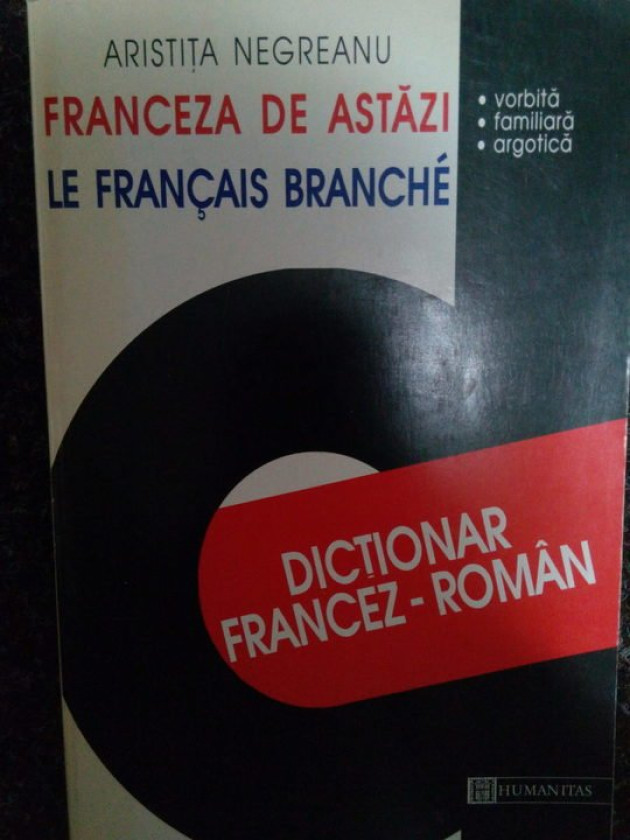 ARISTIȚA NEGREANU
FRANCEZA DE ASTĂZI
LE FRANÇAIS BRANCHÉ
• vorbită
• familiară
• argotică
DICȚIONAR
FRANCEZ - ROMÂN
HUMANITAS